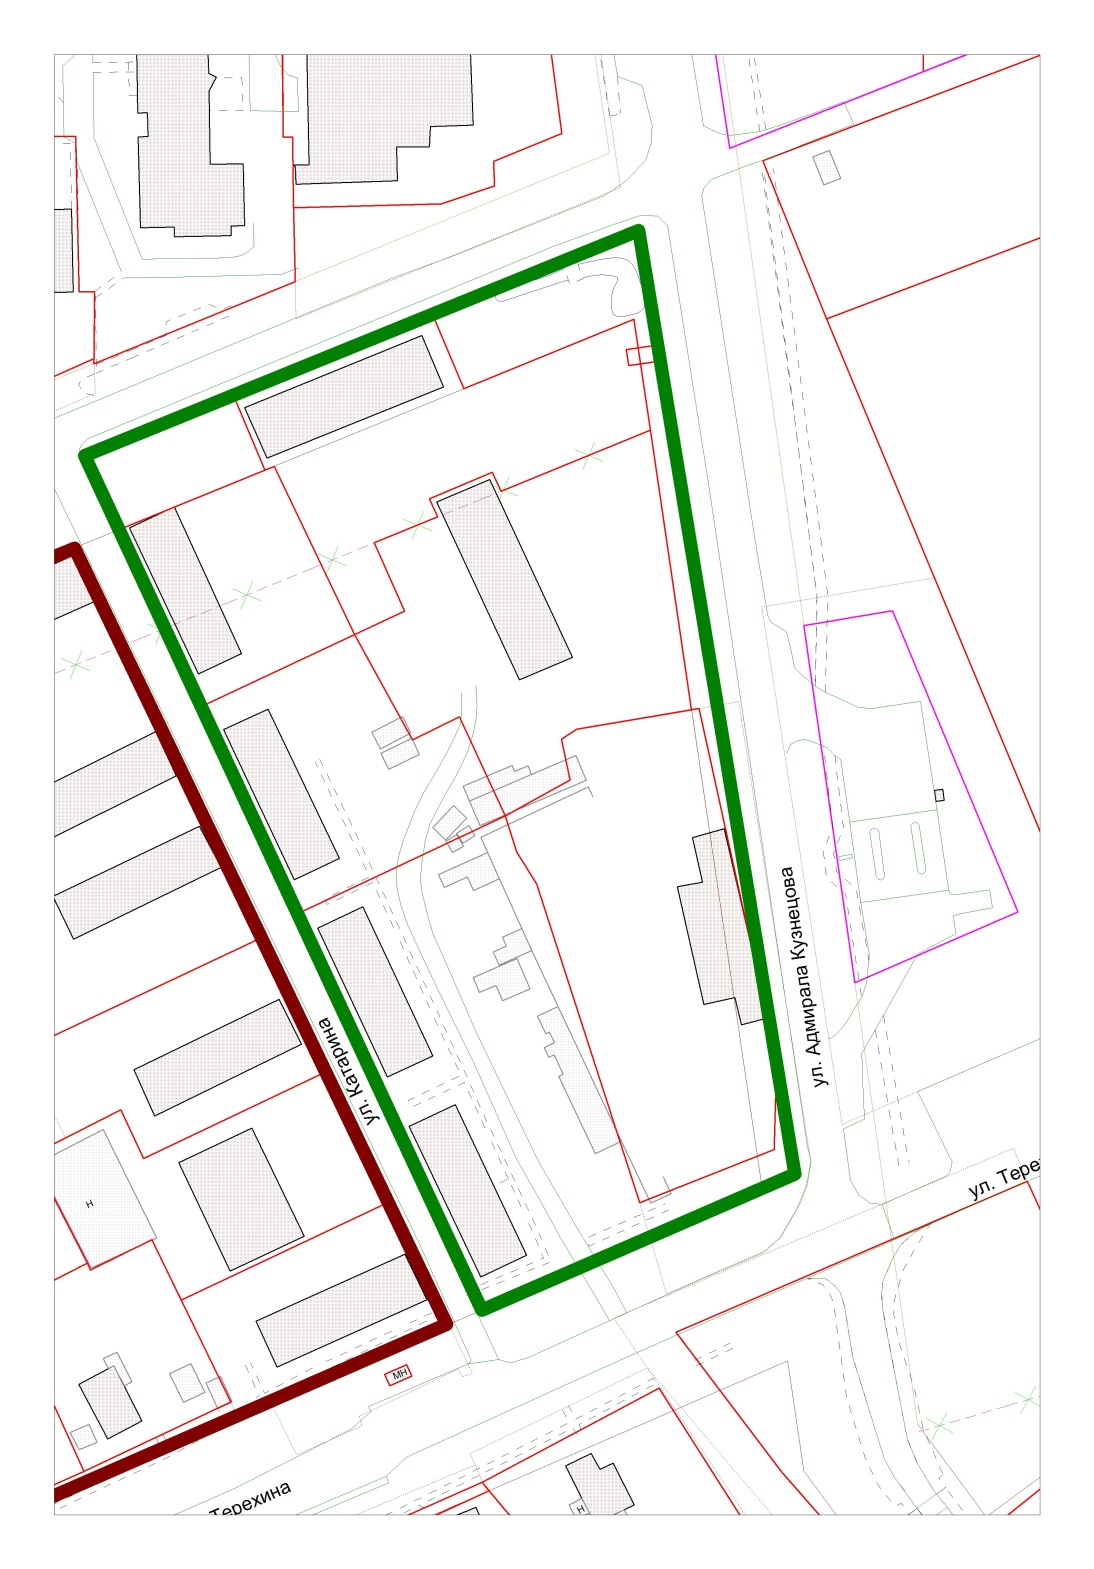 ул. Адмирала Кузнецова
ул. Катарина
ул. Тере
Н
МН
Терехина
Н